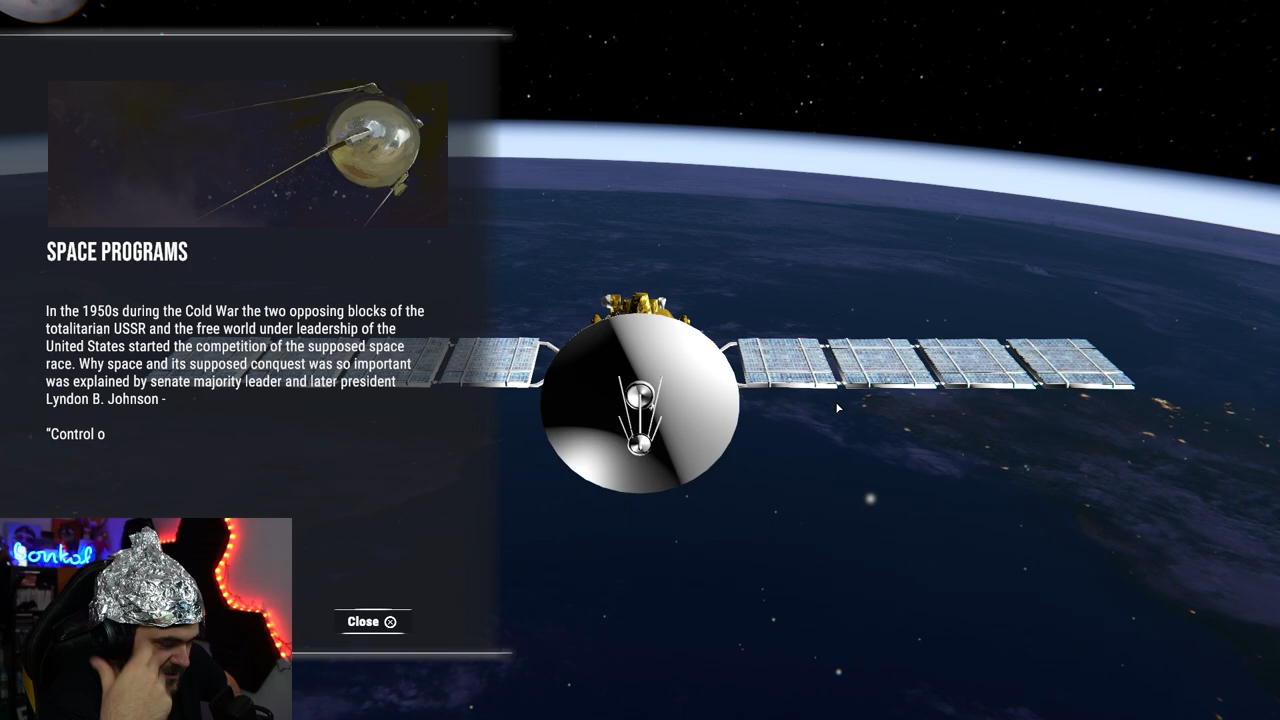 SPACE PROGRAMS
In the 1950s during the Cold War the two opposing blocks of the
totalitarian USSR and the free world under leadership of the
United States started the competition of the supposed space
race. Why space and its supposed conquest was so important
was explained by senate majority leader and later president
Lyndon B. Johnson -
“Control o
Close